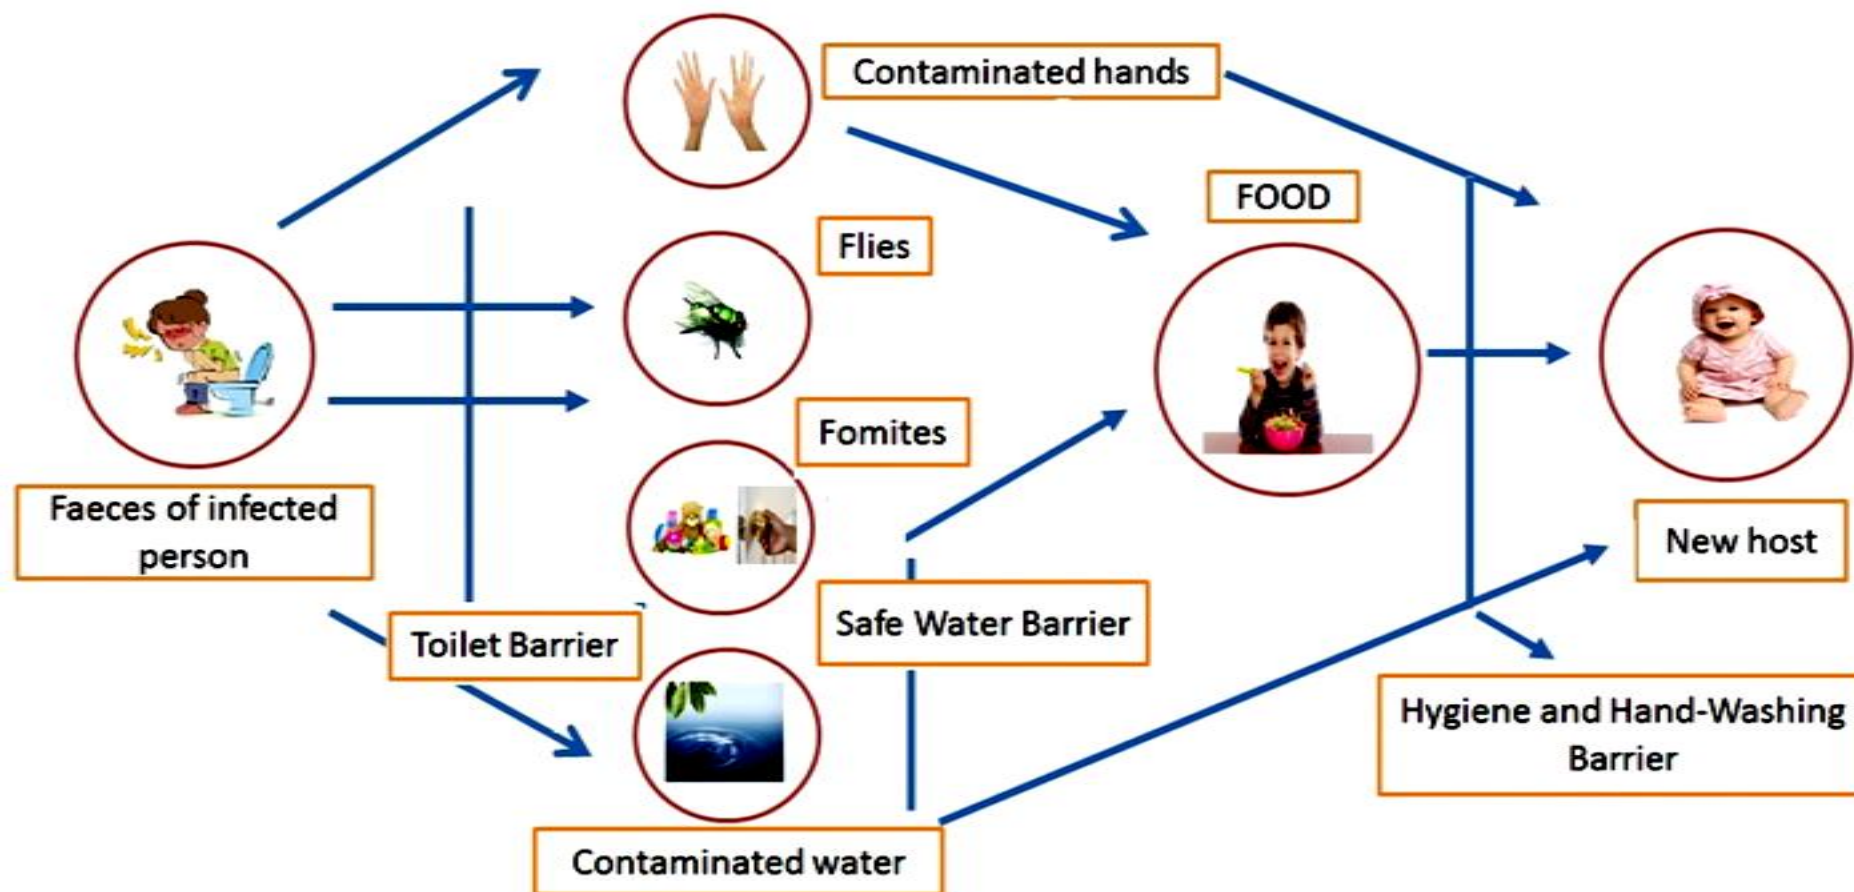 Contaminated hands
FOOD
Flies
Fomites
Faeces of infected
person
New host
Safe Water Barrier
Toilet Barrier
Hygiene and Hand-Washing
Barrier
Contaminated water